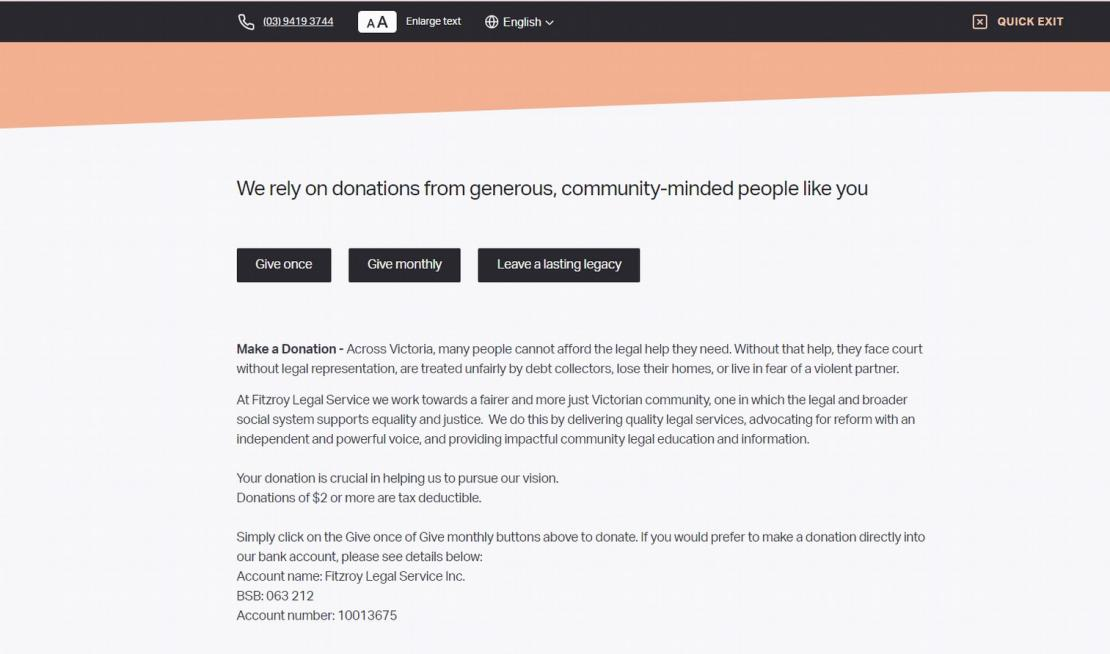 (03) 9419 3744 AA Enlarge text English QUICK EXIT
We rely on donations from generous, community-minded people like you
Give once Give monthly Leave a lasting legacy
Make a Donation - Across Victoria, many people cannot afford the legal help they need. Without that help, they face court
without legal representation, are treated unfairly by debt collectors, lose their homes, or live in fear of a violent partner.
At Fitzroy Legal Service we work towards a fairer and more just Victorian community, one in which the legal and broader
social system supports equality and justice. We do this by delivering quality legal services, advocating for reform with an
independent and powerful voice, and providing impactful community legal education and information.
Your donation is crucial in helping us to pursue our vision.
Donations of $2 or more are tax deductible.
Simply click on the Give once of Give monthly buttons above to donate. If you would prefer to make a donation directly into
our bank account, please see details below:
Account name: Fitzroy Legal Service Inc.
BSB: 063 212
Account number: 10013675